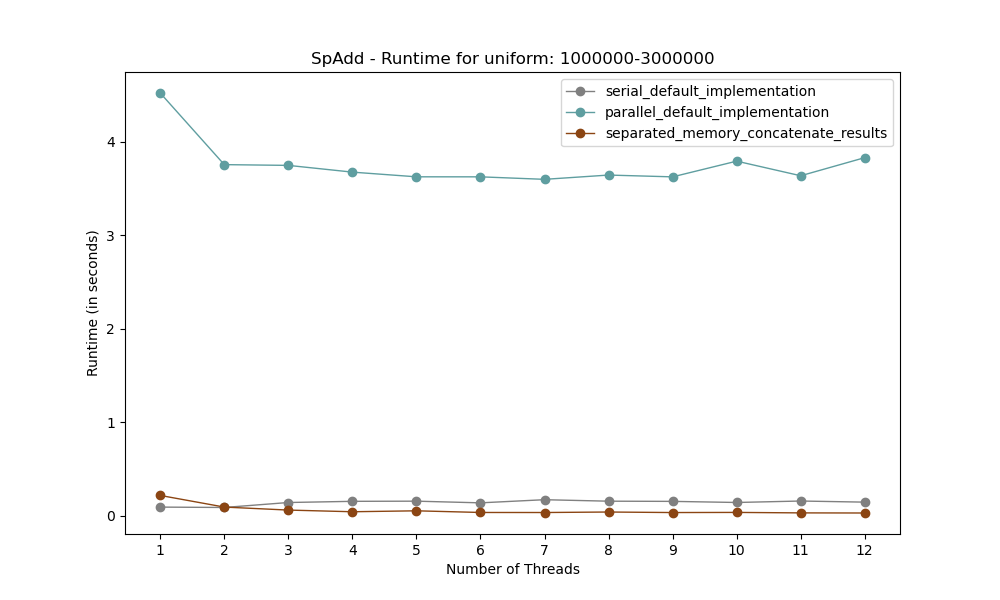 SpAdd - Runtime for uniform: 1000000-3000000
serial_default_implementation
parallel_default_implementation
separated_memory_concatenate_results
Runtime (in seconds)
4
3
2
1
0
1 2 3 4 5 6 7 8 9 10 11 12
Number of Threads